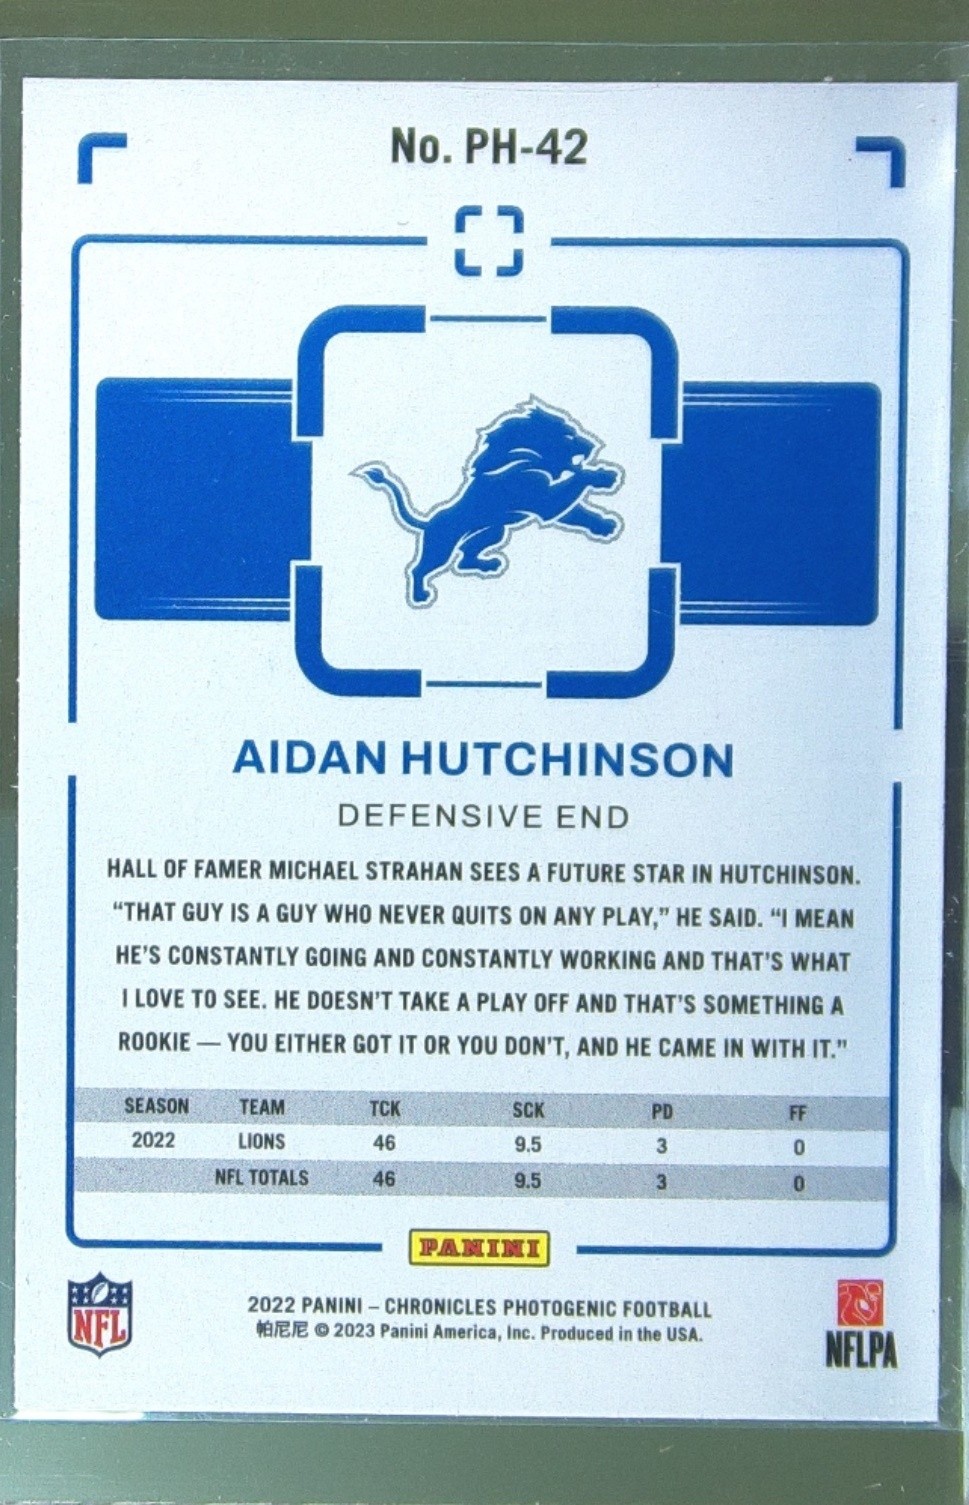 No. PH-42
AIDAN HUTCHINSON
DEFENSIVE END
HALL OF FAMER MICHAEL STRAHAN SEES A FUTURE STAR IN HUTCHINSON.
“THAT GUY IS A GUY WHO NEVER QUITS ON ANY PLAY,” HE SAID. “I MEAN
HE’S CONSTANTLY GOING AND CONSTANTLY WORKING AND THAT’S WHAT
I LOVE TO SEE. HE DOESN’T TAKE A PLAY OFF AND THAT’S SOMETHING A
ROOKIE — YOU EITHER GOT IT OR YOU DON’T, AND HE CAME IN WITH IT.”
SEASON TEAM TCK SCK PD FF
2022 LIONS 46 9.5 3 0
NFL TOTALS 46 9.5 3 0
PANINI
NFL
2022 PANINI – CHRONICLES PHOTOGENIC FOOTBALL
帕尼尼 © 2023 Panini America, Inc. Produced in the USA.
NFLPA